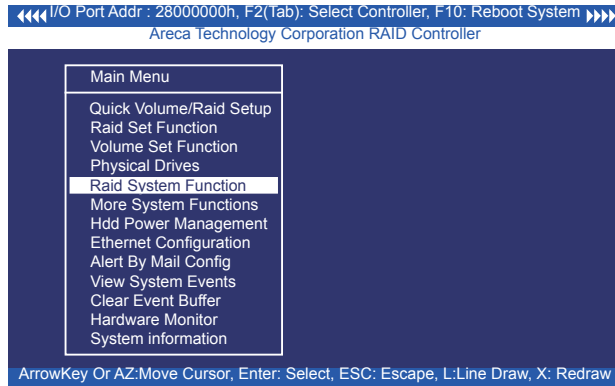 I/O Port Addr : 28000000h, F2(Tab): Select Controller, F10: Reboot System
Areca Technology Corporation RAID Controller
Main Menu
Quick Volume/Raid Setup
Raid Set Function
Volume Set Function
Physical Drives
Raid System Function
More System Functions
Hdd Power Management
Ethernet Configuration
Alert By Mail Config
View System Events
Clear Event Buffer
Hardware Monitor
System information
ArrowKey Or AZ:Move Cursor, Enter: Select, ESC: Escape, L:Line Draw, X: Redraw